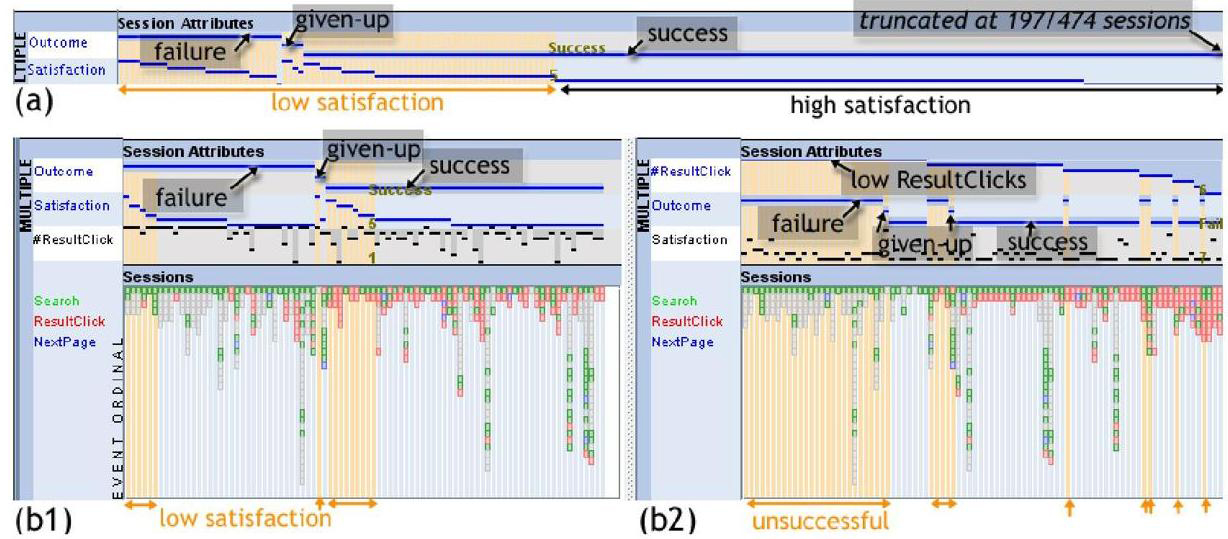 Session Attributes
given-up
truncated at 197/474 sessions
LTIPLE
Outcome
failure
Success
success
Satisfaction
5
(a)
low satisfaction
high satisfaction
MULTIPLE
Session Attributes
given-up
Outcome
success
failure
Success
Satisfaction
5
#ResultClick
1
Sessions
Search
ResultClick
NextPage
EVENT ORDINAL
(b1)
low satisfaction
MULTIPLE
Session Attributes
#ResultClick
low ResultClicks
6
Outcome
failure
given-up
success
Fail
Satisfaction
7
Sessions
Search
ResultClick
NextPage
(b2)
unsuccessful